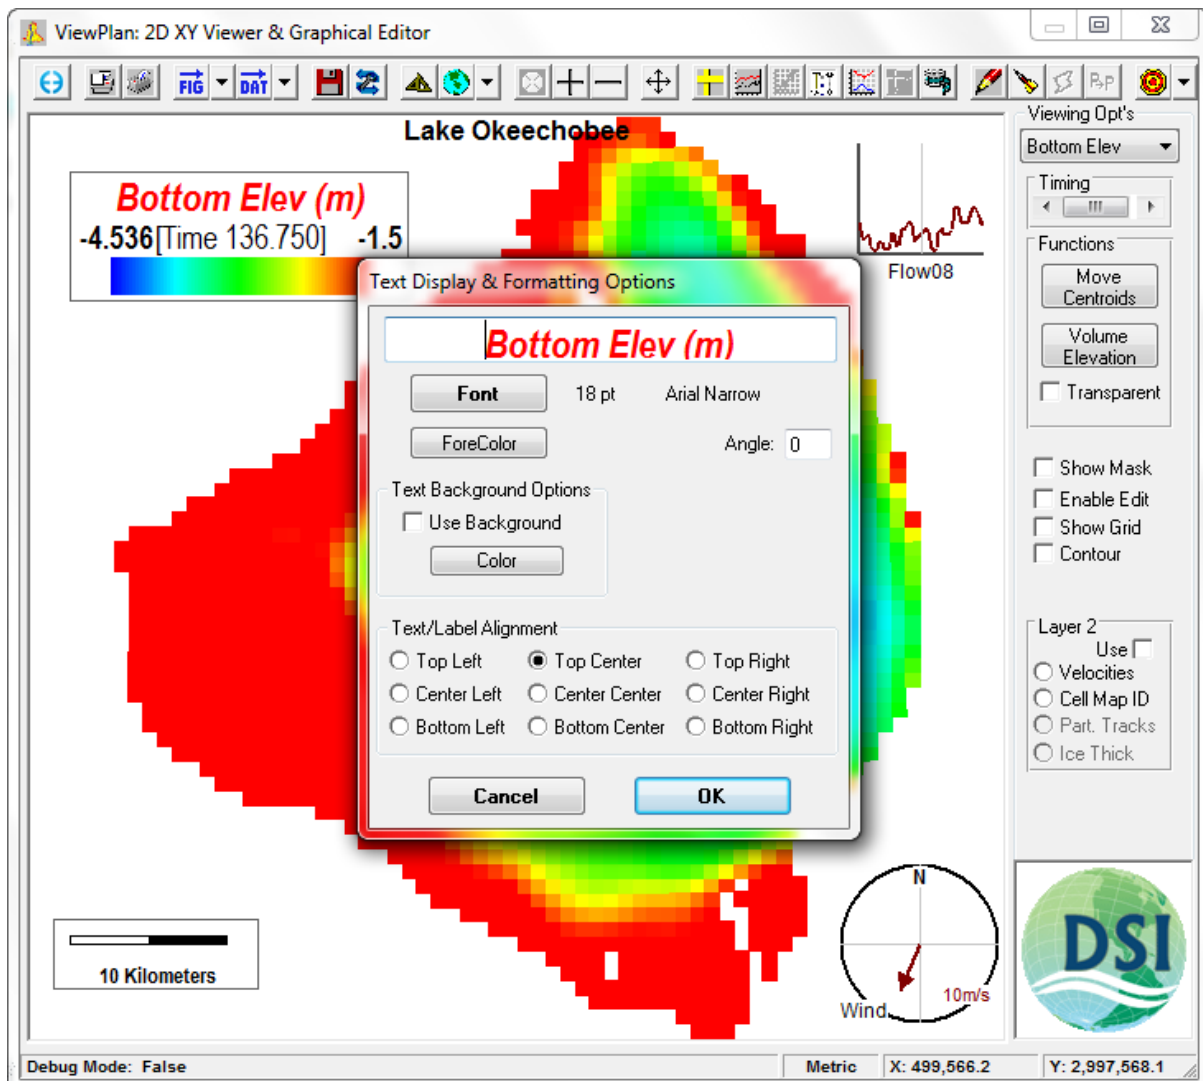 ViewPlan: 2D XY Viewer & Graphical Editor
FIG DAT P2P
Lake Okeechobee
Bottom Elev (m)
-4.536[Time 136.750] -1.5
Flow08
Text Display & Formatting Options
Bottom Elev (m)
Font 18 pt Arial Narrow
ForeColor Angle: 0
Text Background Options
Use Background
Color
Text/Label Alignment
Top Left Top Center Top Right
Center Left Center Center Center Right
Bottom Left Bottom Center Bottom Right
Cancel OK
10 Kilometers
N
Wind 10m/s
Viewing Opt's
Bottom Elev
Timing
Functions
Move
Centroids
Volume
Elevation
Transparent
Show Mask
Enable Edit
Show Grid
Contour
Layer 2
Use
Velocities
Cell Map ID
Part. Tracks
Ice Thick
DSI
Debug Mode: False Metric X: 499,566.2 Y: 2,997,568.1